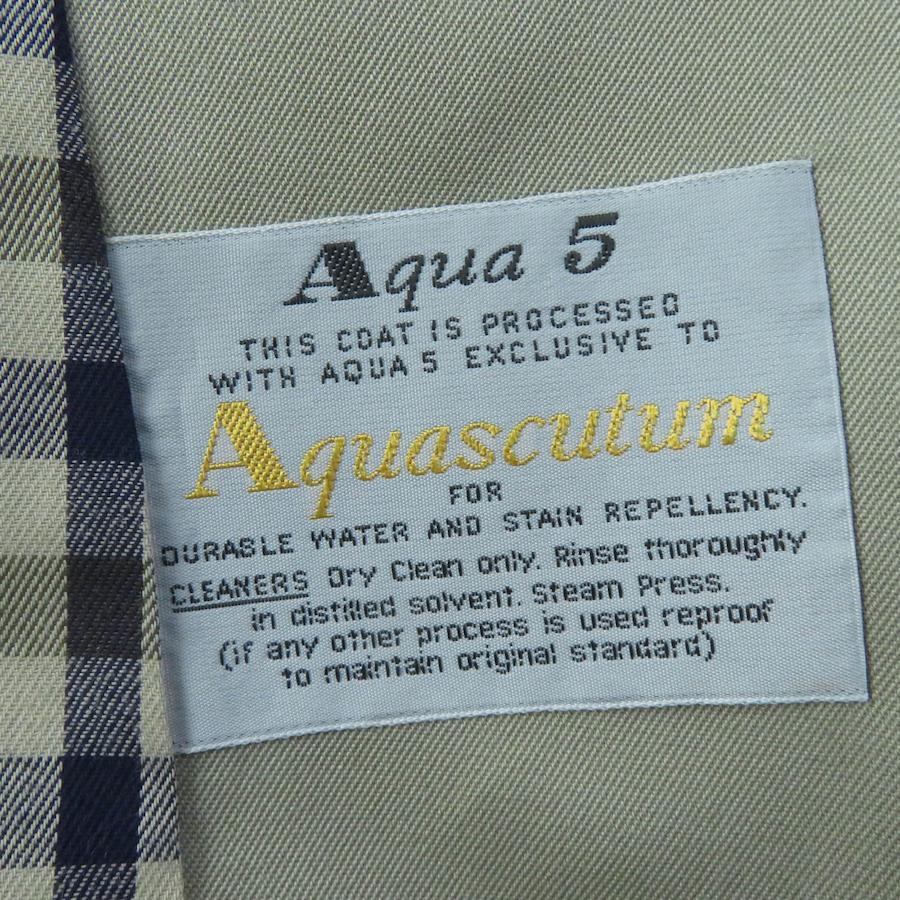 Aqua 5
THIS COAT IS PROCESSED
WITH AQUA 5 EXCLUSIVE TO
Aquascutum
FOR
DURABLE WATER AND STAIN REPELLENCY.
CLEANERS Dry Clean only. Rinse thoroughly
in distilled solvent. Steam Press.
(if any other process is used reproof
to maintain original standard)